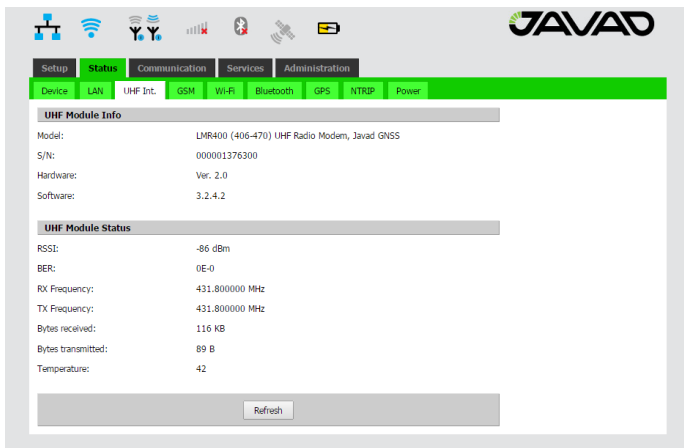 JAVAD
Setup Status Communication Services Administration
Device LAN UHF Int. GSM Wi-Fi Bluetooth GPS NTRIP Power
UHF Module Info
Model: LMR400 (406-470) UHF Radio Modem, Javad GNSS
S/N: 000001376300
Hardware: Ver. 2.0
Software: 3.2.4.2
UHF Module Status
RSSI: -86 dBm
BER: 0E-0
RX Frequency: 431.800000 MHz
TX Frequency: 431.800000 MHz
Bytes received: 116 KB
Bytes transmitted: 89 B
Temperature: 42
Refresh